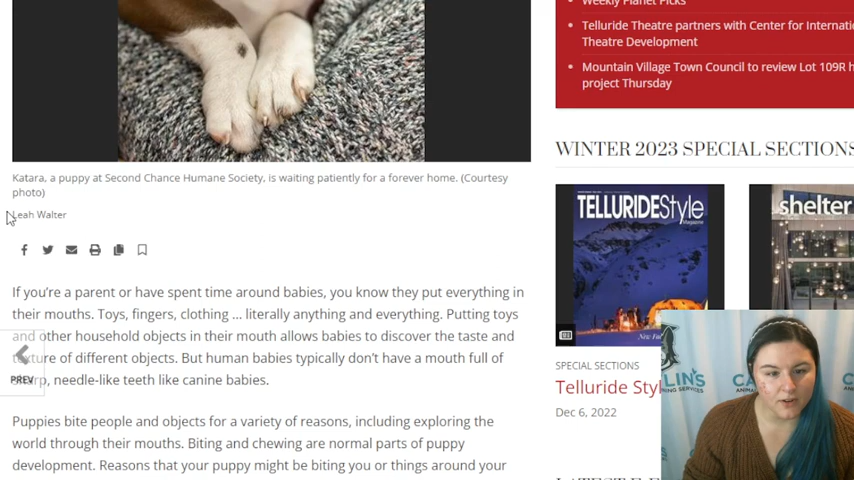 Weekly Planet Picks
Telluride Theatre partners with Center for Internatio
Theatre Development
Mountain Village Town Council to review Lot 109R h
project Thursday
Katara, a puppy at Second Chance Humane Society, is waiting patiently for a forever home. (Courtesy
photo)
Leah Walter
If you're a parent or have spent time around babies, you know they put everything in
their mouths. Toys, fingers, clothing ... literally anything and everything. Putting toys
and other household objects in their mouth allows babies to discover the taste and
texture of different objects. But human babies typically don't have a mouth full of
sharp, needle-like teeth like canine babies.
PREV
Puppies bite people and objects for a variety of reasons, including exploring the
world through their mouths. Biting and chewing are normal parts of puppy
development. Reasons that your puppy might be biting you or things around your
WINTER 2023 SPECIAL SECTIONS
TELLURIDEStyle
Magazine
shelter
SPECIAL SECTIONS
Telluride Styl
Dec 6, 2022